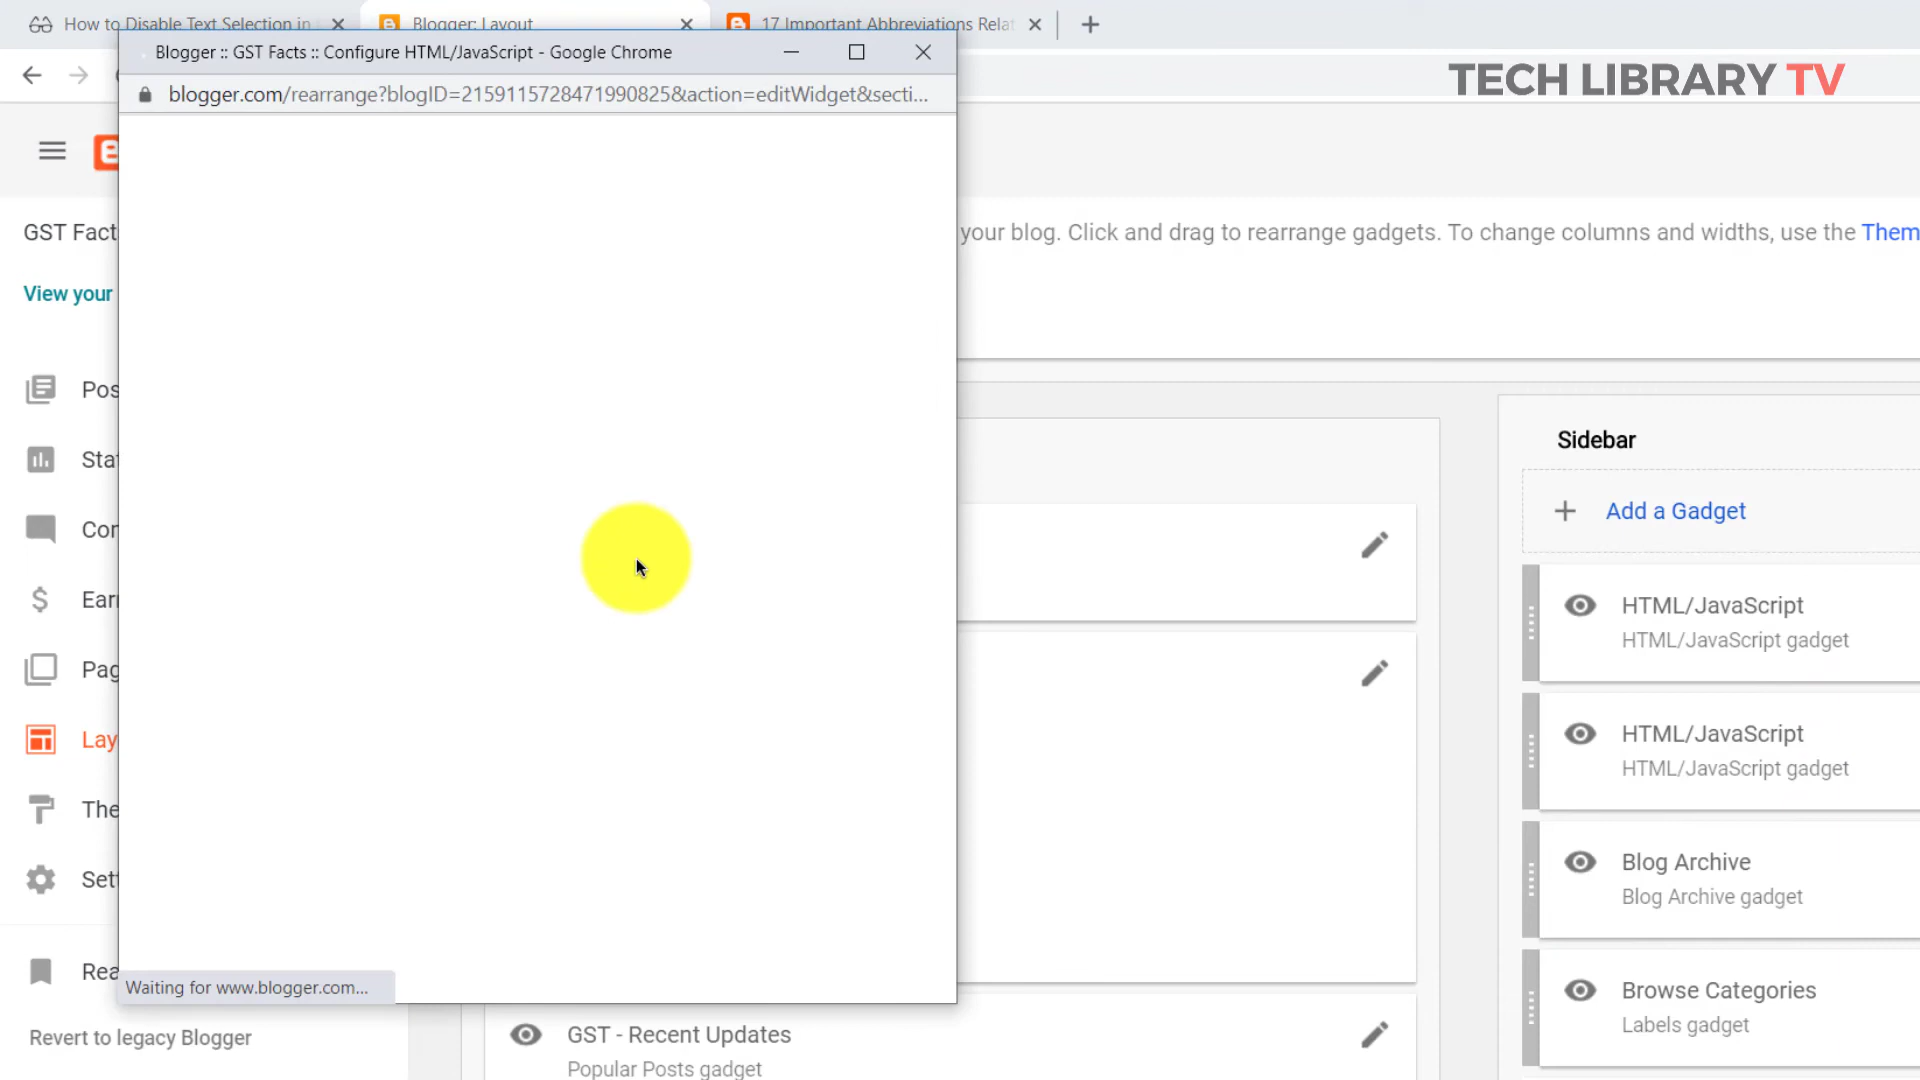 How to Disable Text Selection in
Blogger: Layout
17 Important Abbreviations Relat
Blogger :: GST Facts :: Configure HTML/JavaScript - Google Chrome
blogger.com/rearrange?blogID=2159115728471990825&action=editWidget&secti...
TECH LIBRARY TV
GST Fact
your blog. Click and drag to rearrange gadgets. To change columns and widths, use the Them
View your
Pos
Stat
Con
Earn
Pag
Lay
The
Sett
Rea
Revert to legacy Blogger
Waiting for www.blogger.com...
GST - Recent Updates
Popular Posts gadget
Sidebar
Add a Gadget
HTML/JavaScript
HTML/JavaScript gadget
HTML/JavaScript
HTML/JavaScript gadget
Blog Archive
Blog Archive gadget
Browse Categories
Labels gadget